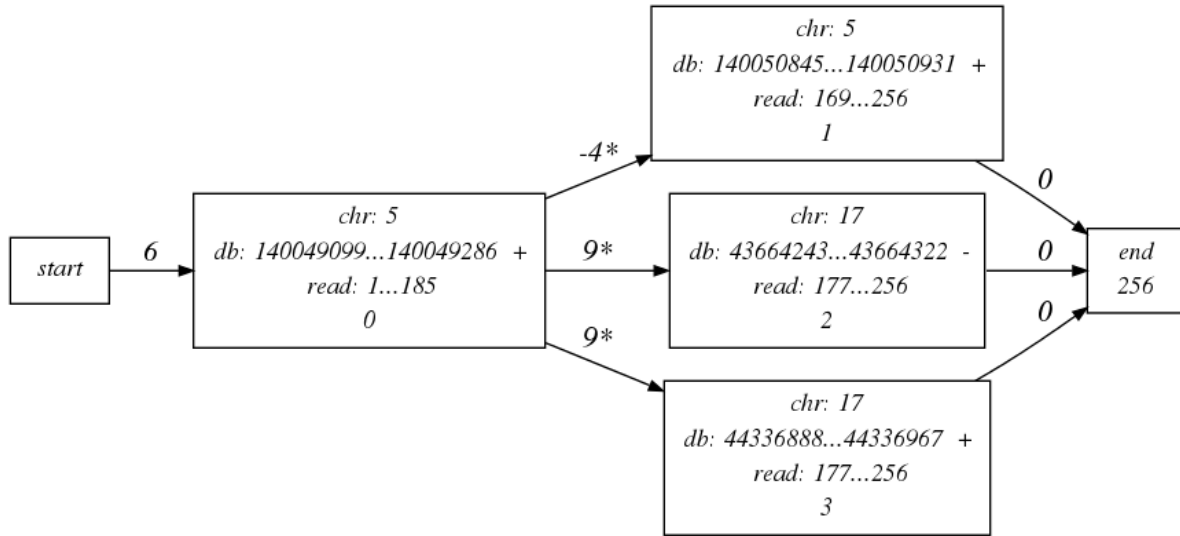 start
6
chr: 5
db: 140049099...140049286 +
read: 1...185
0
-4*
9*
9*
chr: 5
db: 140050845...140050931 +
read: 169...256
1
chr: 17
db: 43664243...43664322 -
read: 177...256
2
chr: 17
db: 44336888...44336967 +
read: 177...256
3
0
0
0
end
256